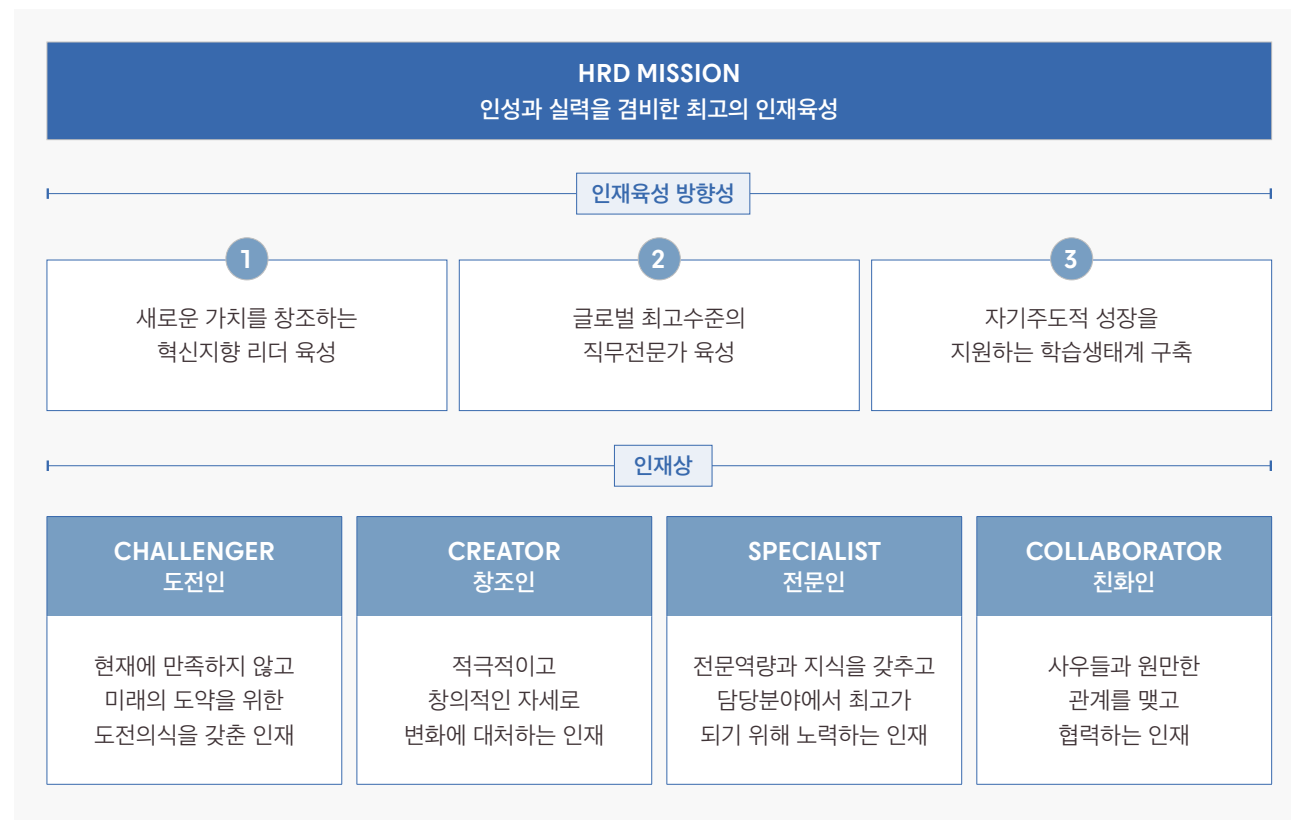 HRD MISSION
인성과 실력을 겸비한 최고의 인재육성
인재육성 방향성
1
새로운 가치를 창조하는
혁신지향 리더 육성
2
글로벌 최고수준의
직무전문가 육성
3
자기주도적 성장을
지원하는 학습생태계 구축
인재상
CHALLENGER
도전인
현재에 만족하지 않고
미래의 도약을 위한
도전의식을 갖춘 인재
CREATOR
창조인
적극적이고
창의적인 자세로
변화에 대처하는 인재
SPECIALIST
전문인
전문역량과 지식을 갖추고
담당분야에서 최고가
되기 위해 노력하는 인재
COLLABORATOR
친화인
사우들과 원만한
관계를 맺고
협력하는 인재